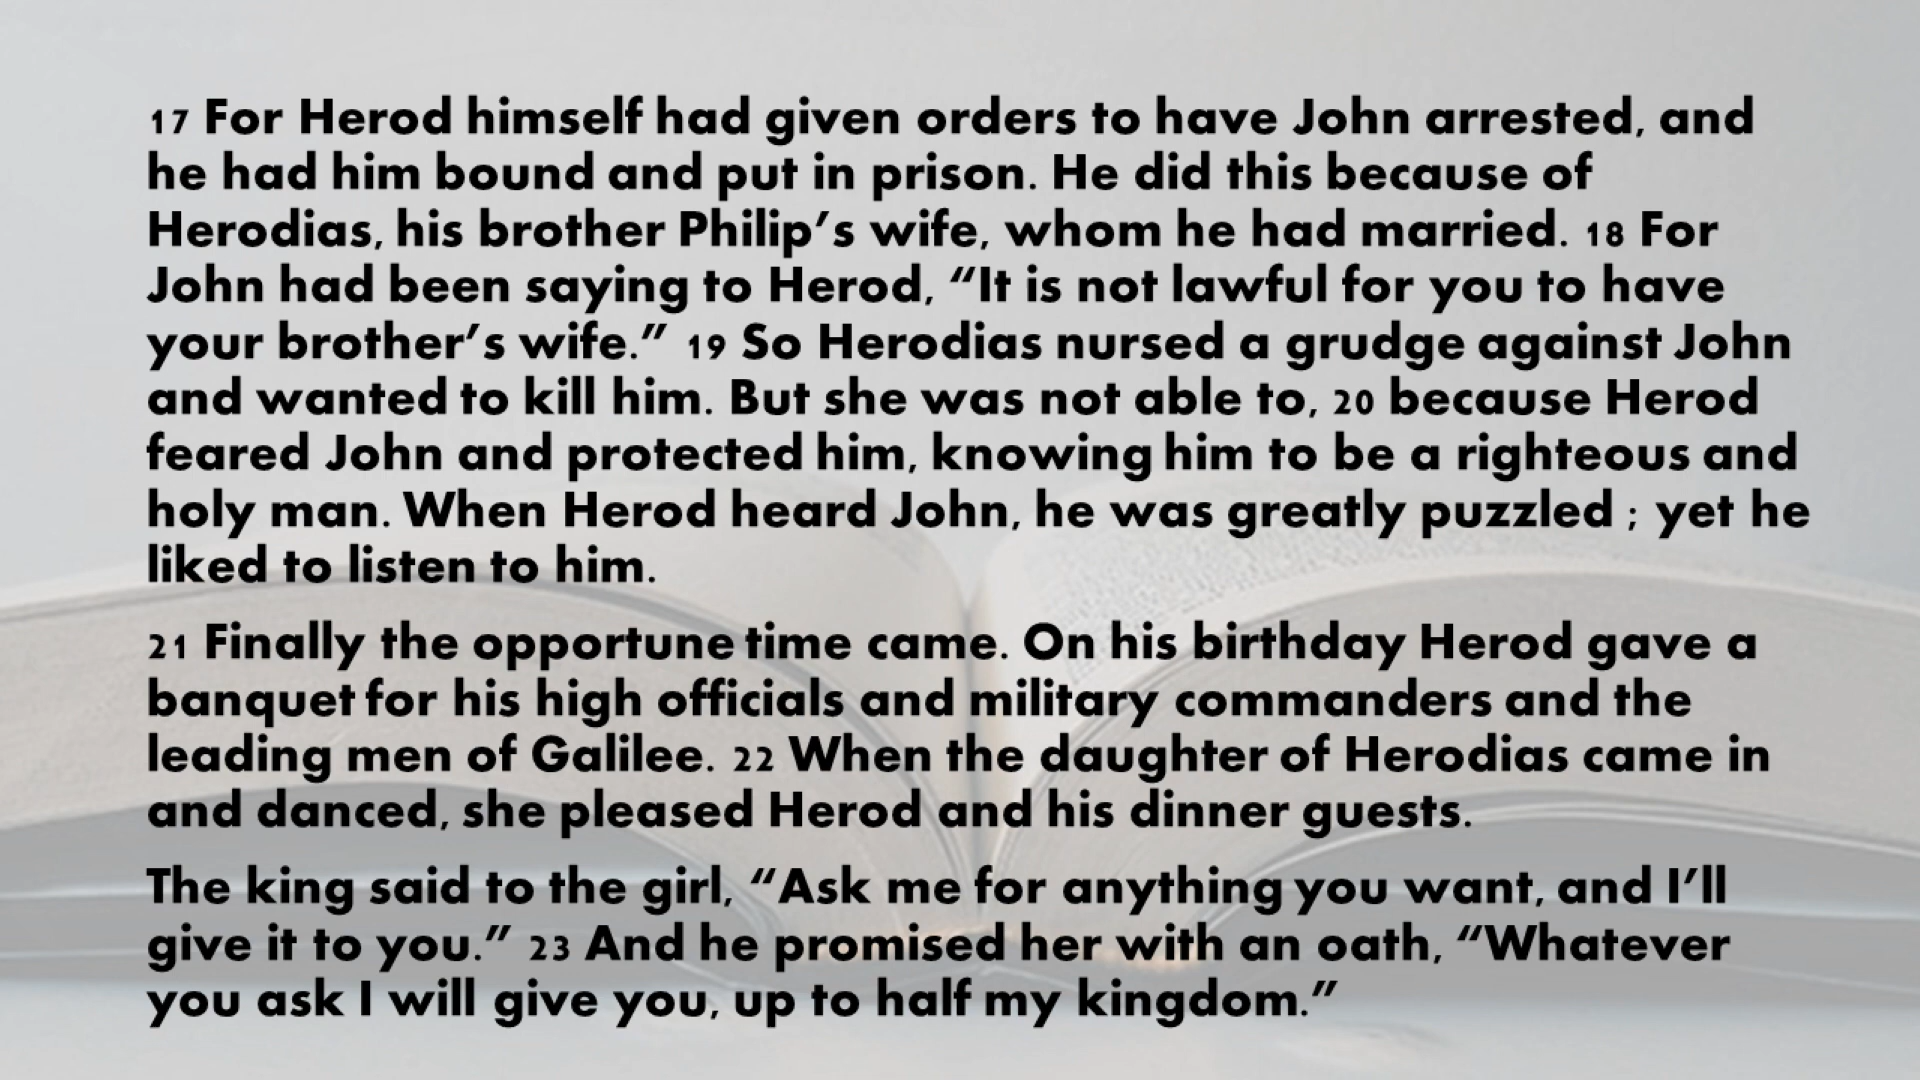 17 For Herod himself had given orders to have John arrested, and
he had him bound and put in prison. He did this because of
Herodias, his brother Philip’s wife, whom he had married. 18 For
John had been saying to Herod, “It is not lawful for you to have
your brother’s wife.” 19 So Herodias nursed a grudge against John
and wanted to kill him. But she was not able to, 20 because Herod
feared John and protected him, knowing him to be a righteous and
holy man. When Herod heard John, he was greatly puzzled ; yet he
liked to listen to him.
21 Finally the opportune time came. On his birthday Herod gave a
banquet for his high officials and military commanders and the
leading men of Galilee. 22 When the daughter of Herodias came in
and danced, she pleased Herod and his dinner guests.
The king said to the girl, “Ask me for anything you want, and I’ll
give it to you.” 23 And he promised her with an oath, “Whatever
you ask I will give you, up to half my kingdom.”